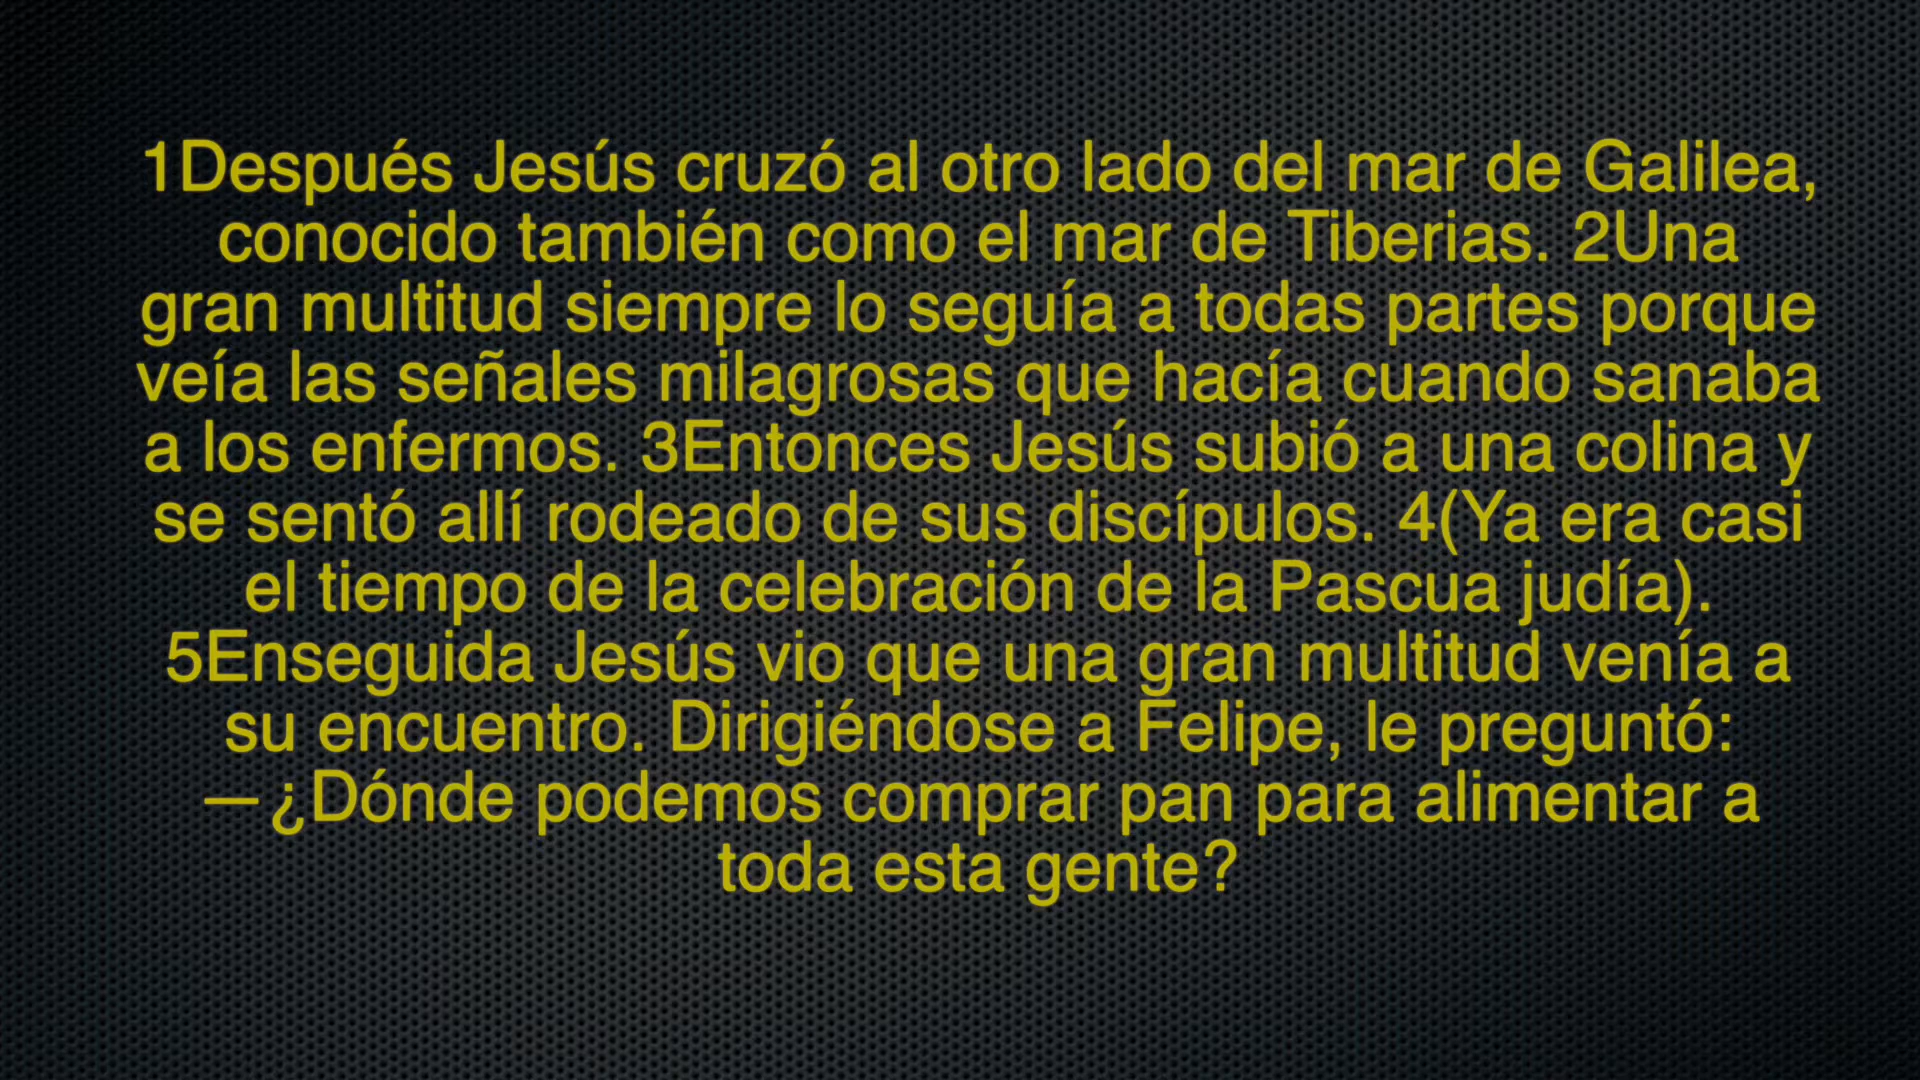 1Después Jesús cruzó al otro lado del mar de Galilea,
conocido también como el mar de Tiberias. 2Una
gran multitud siempre lo seguía a todas partes porque
veía las señales milagrosas que hacía cuando sanaba
a los enfermos. 3Entonces Jesús subió a una colina y
se sentó allí rodeado de sus discípulos. 4(Ya era casi
el tiempo de la celebración de la Pascua judía).
5Enseguida Jesús vio que una gran multitud venía a
su encuentro. Dirigiéndose a Felipe, le preguntó:
—¿Dónde podemos comprar pan para alimentar a
toda esta gente?